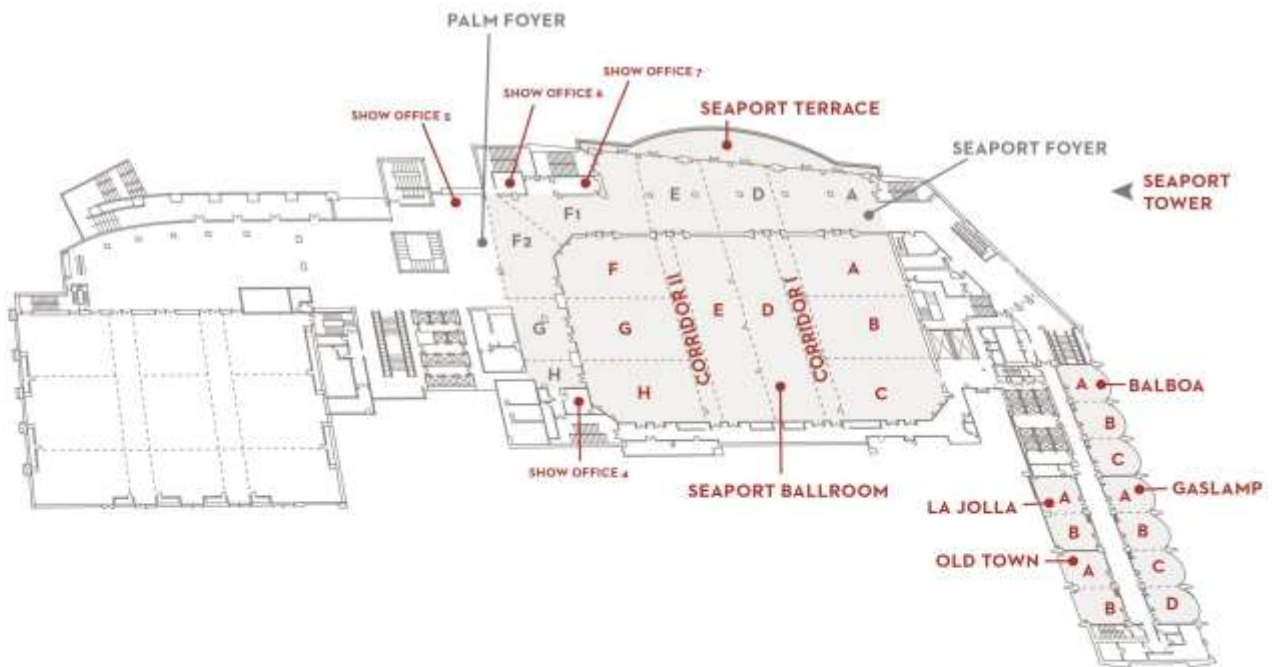 PALM FOYER
SHOW OFFICE 7
SHOW OFFICE 6
SHOW OFFICE 5
SEAPORT TERRACE
SEAPORT FOYER
SEAPORT
TOWER
E
D
A
F1
F2
F
A
CORRIDOR II
E
D
CORRIDOR I
G
G
B
H
H
C
SHOW OFFICE 4
SEAPORT BALLROOM
A
BALBOA
B
C
LA JOLLA
A
A
GASLAMP
B
B
OLD TOWN
A
C
B
D